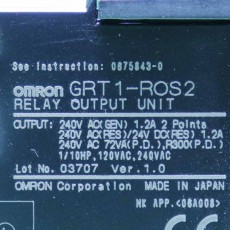 See Instruction: 0875843-0
OMRON GRT1-ROS2
RELAY OUTPUT UNIT
OUTPUT: 240V AC(GEN) 1.2A 2 Points
240V AC(RES)/24V DC(RES) 1.2A
240V AC 72VA(P.D.), R300(P.D.)
1/10HP, 120VAC, 240VAC
Lot No. 03707 Ver.1.0
OMRON Corporation MADE IN JAPAN
NK APP.<06A008>
CE